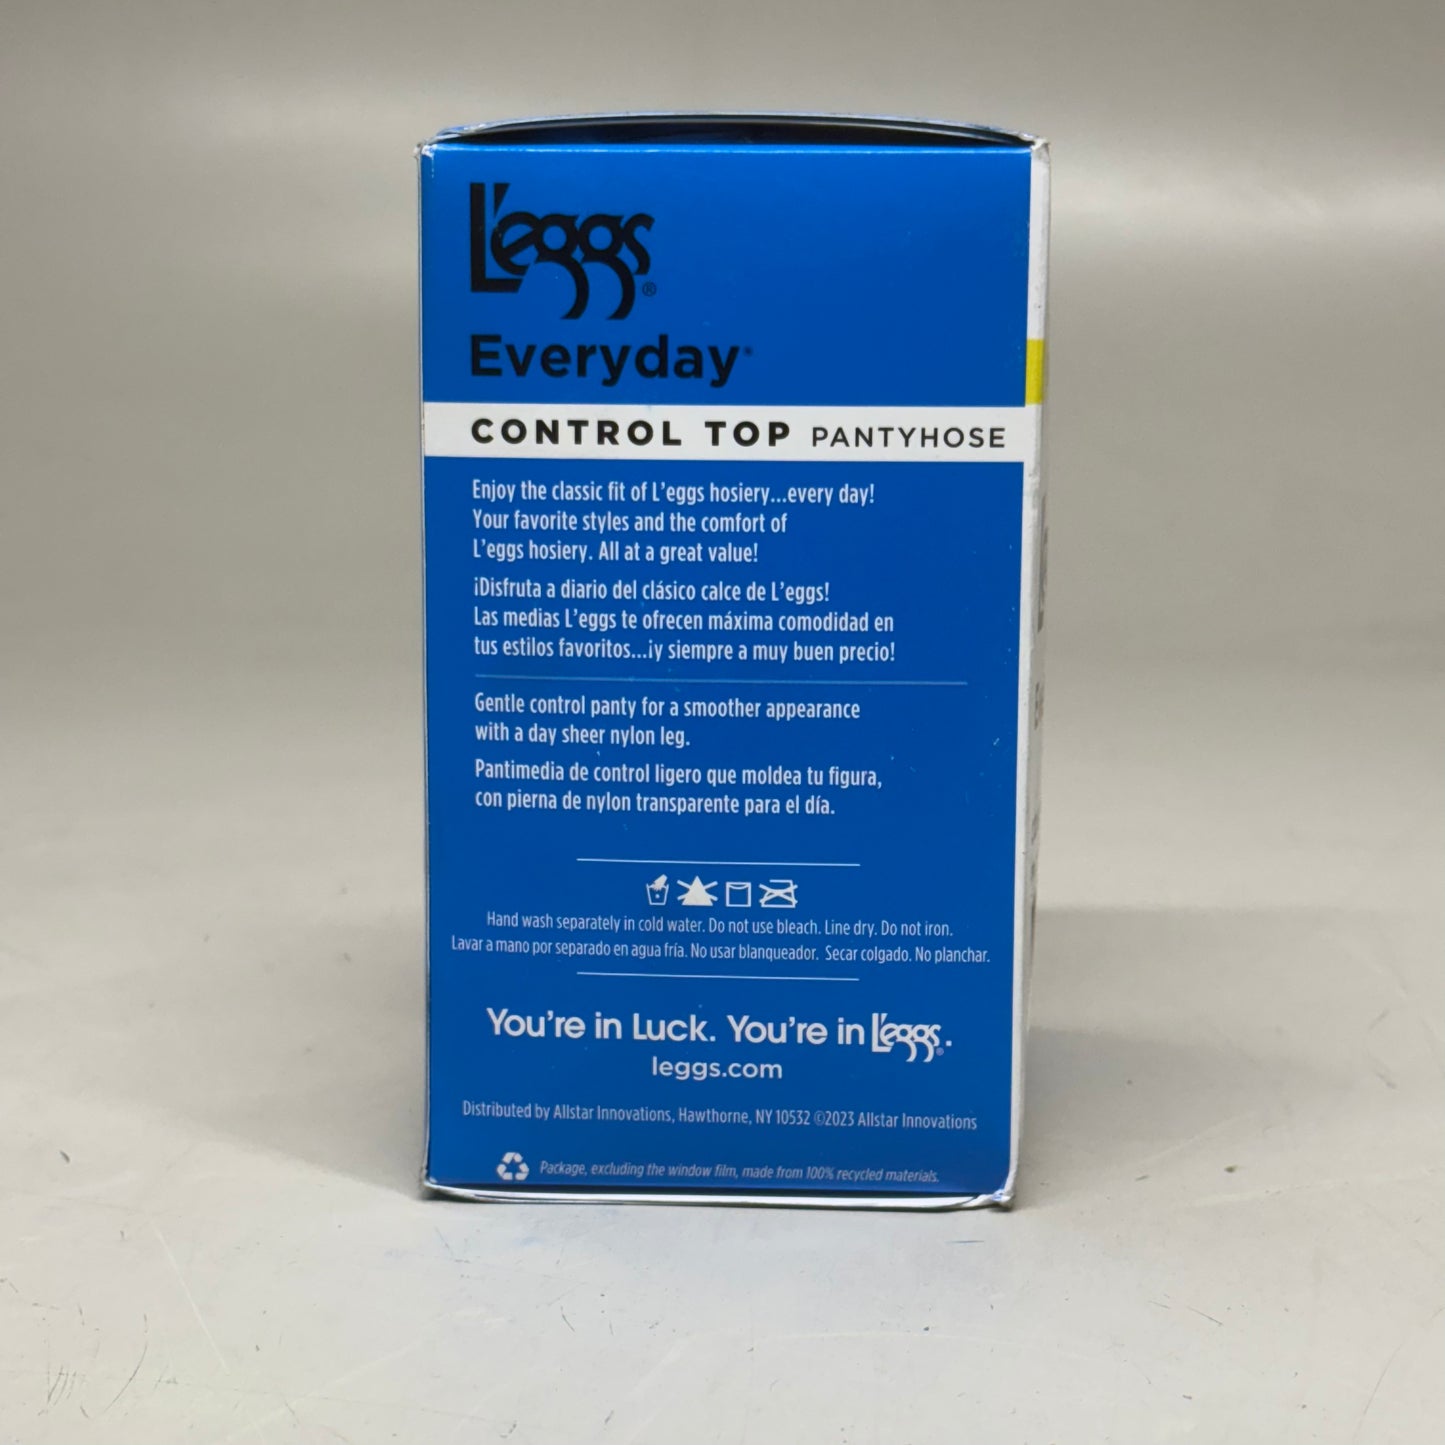 L'eggs®
Everyday®
CONTROL TOP PANTYHOSE
Enjoy the classic fit of L'eggs hosiery...every day!
Your favorite styles and the comfort of
L'eggs hosiery. All at a great value!
¡Disfruta a diario del clásico calce de L'eggs!
Las medias L'eggs te ofrecen máxima comodidad en
tus estilos favoritos...¡y siempre a muy buen precio!
Gentle control panty for a smoother appearance
with a day sheer nylon leg.
Pantimedia de control ligero que moldea tu figura,
con pierna de nylon transparente para el día.
Hand wash separately in cold water. Do not use bleach. Line dry. Do not iron.
Lavar a mano por separado en agua fría. No usar blanqueador. Secar colgado. No planchar.
You're in Luck. You're in L'eggs®.
leggs.com
Distributed by Allstar Innovations, Hawthorne, NY 10532 ©2023 Allstar Innovations
Package, excluding the window film, made from 100% recycled materials.